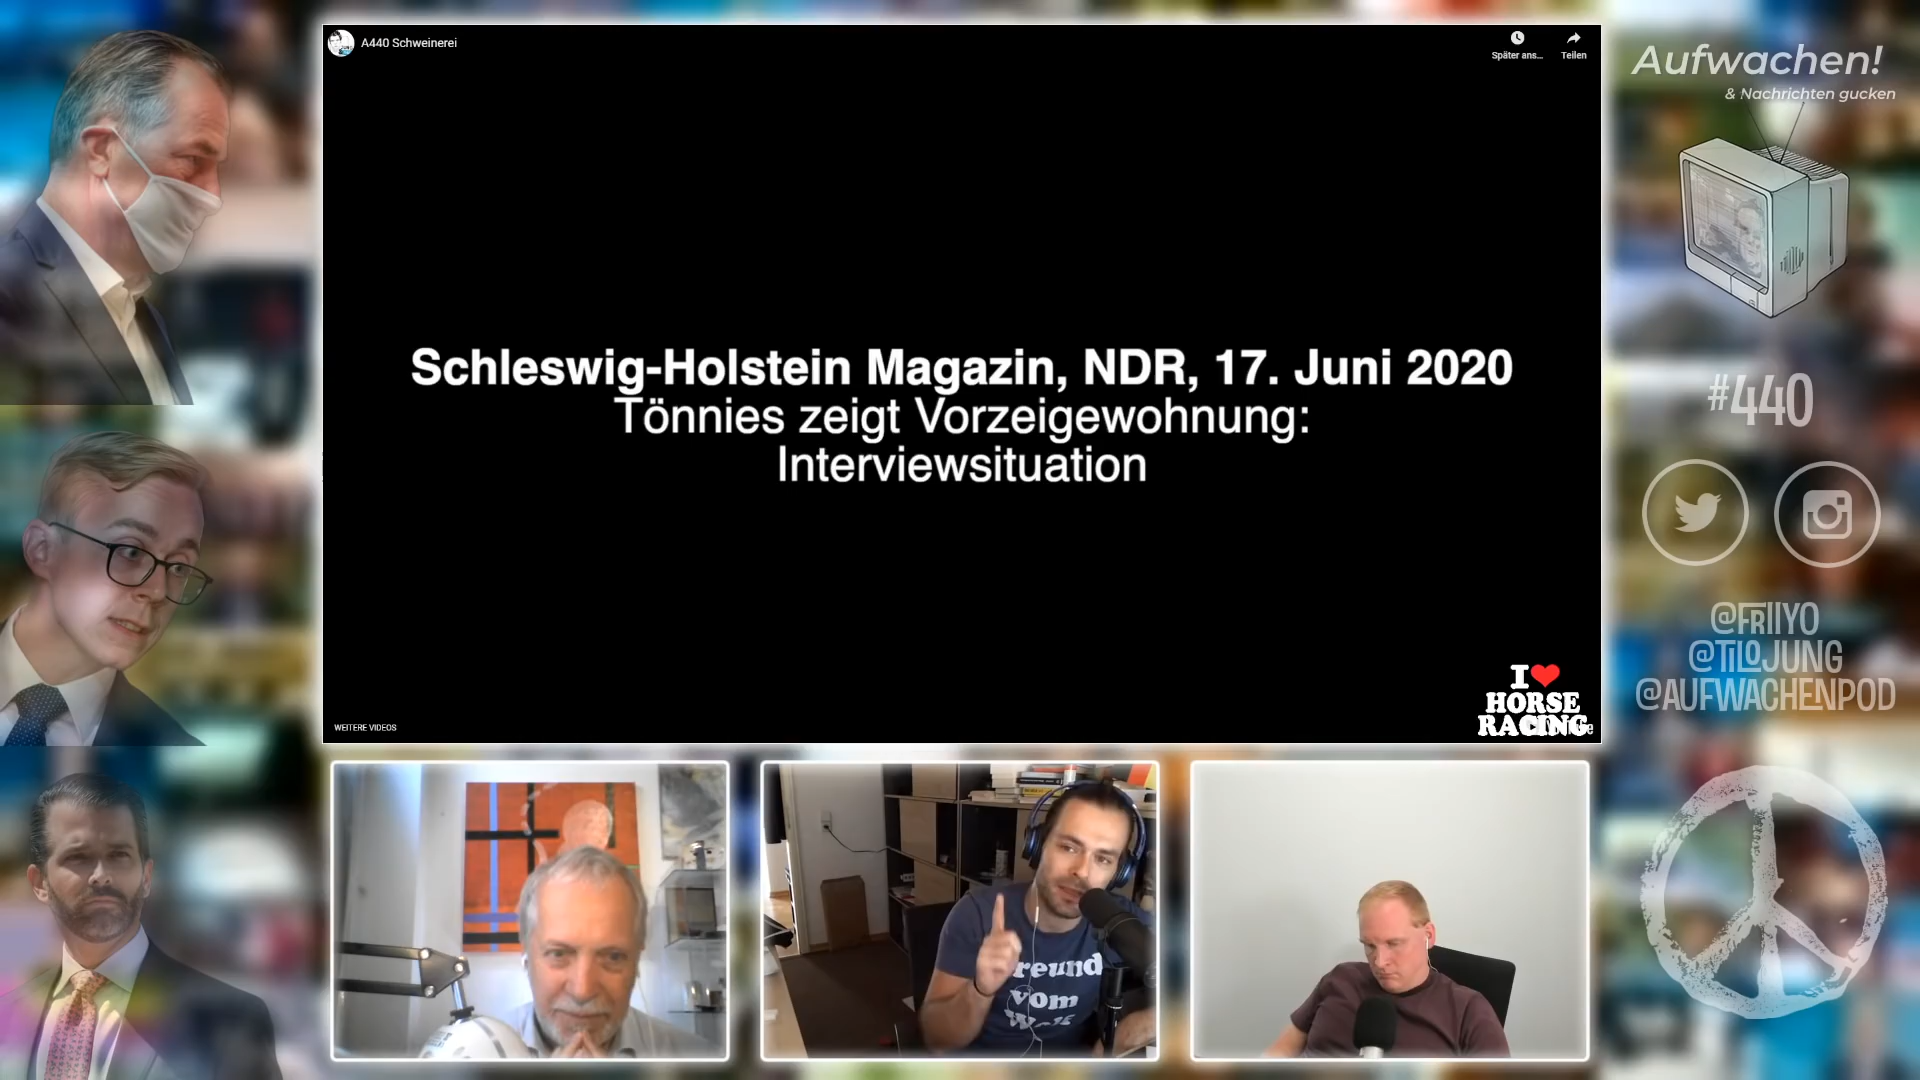 A440 Schweinerei
Später ans...
Teilen
Schleswig-Holstein Magazin, NDR, 17. Juni 2020
Tönnies zeigt Vorzeigewohnung:
Interviewsituation
WEITERE VIDEOS
I
HORSE
RACING
Aufwachen!
& Nachrichten gucken
#440
@FRIIYO
@TILOJUNG
@AUFWACHENPOD
vom